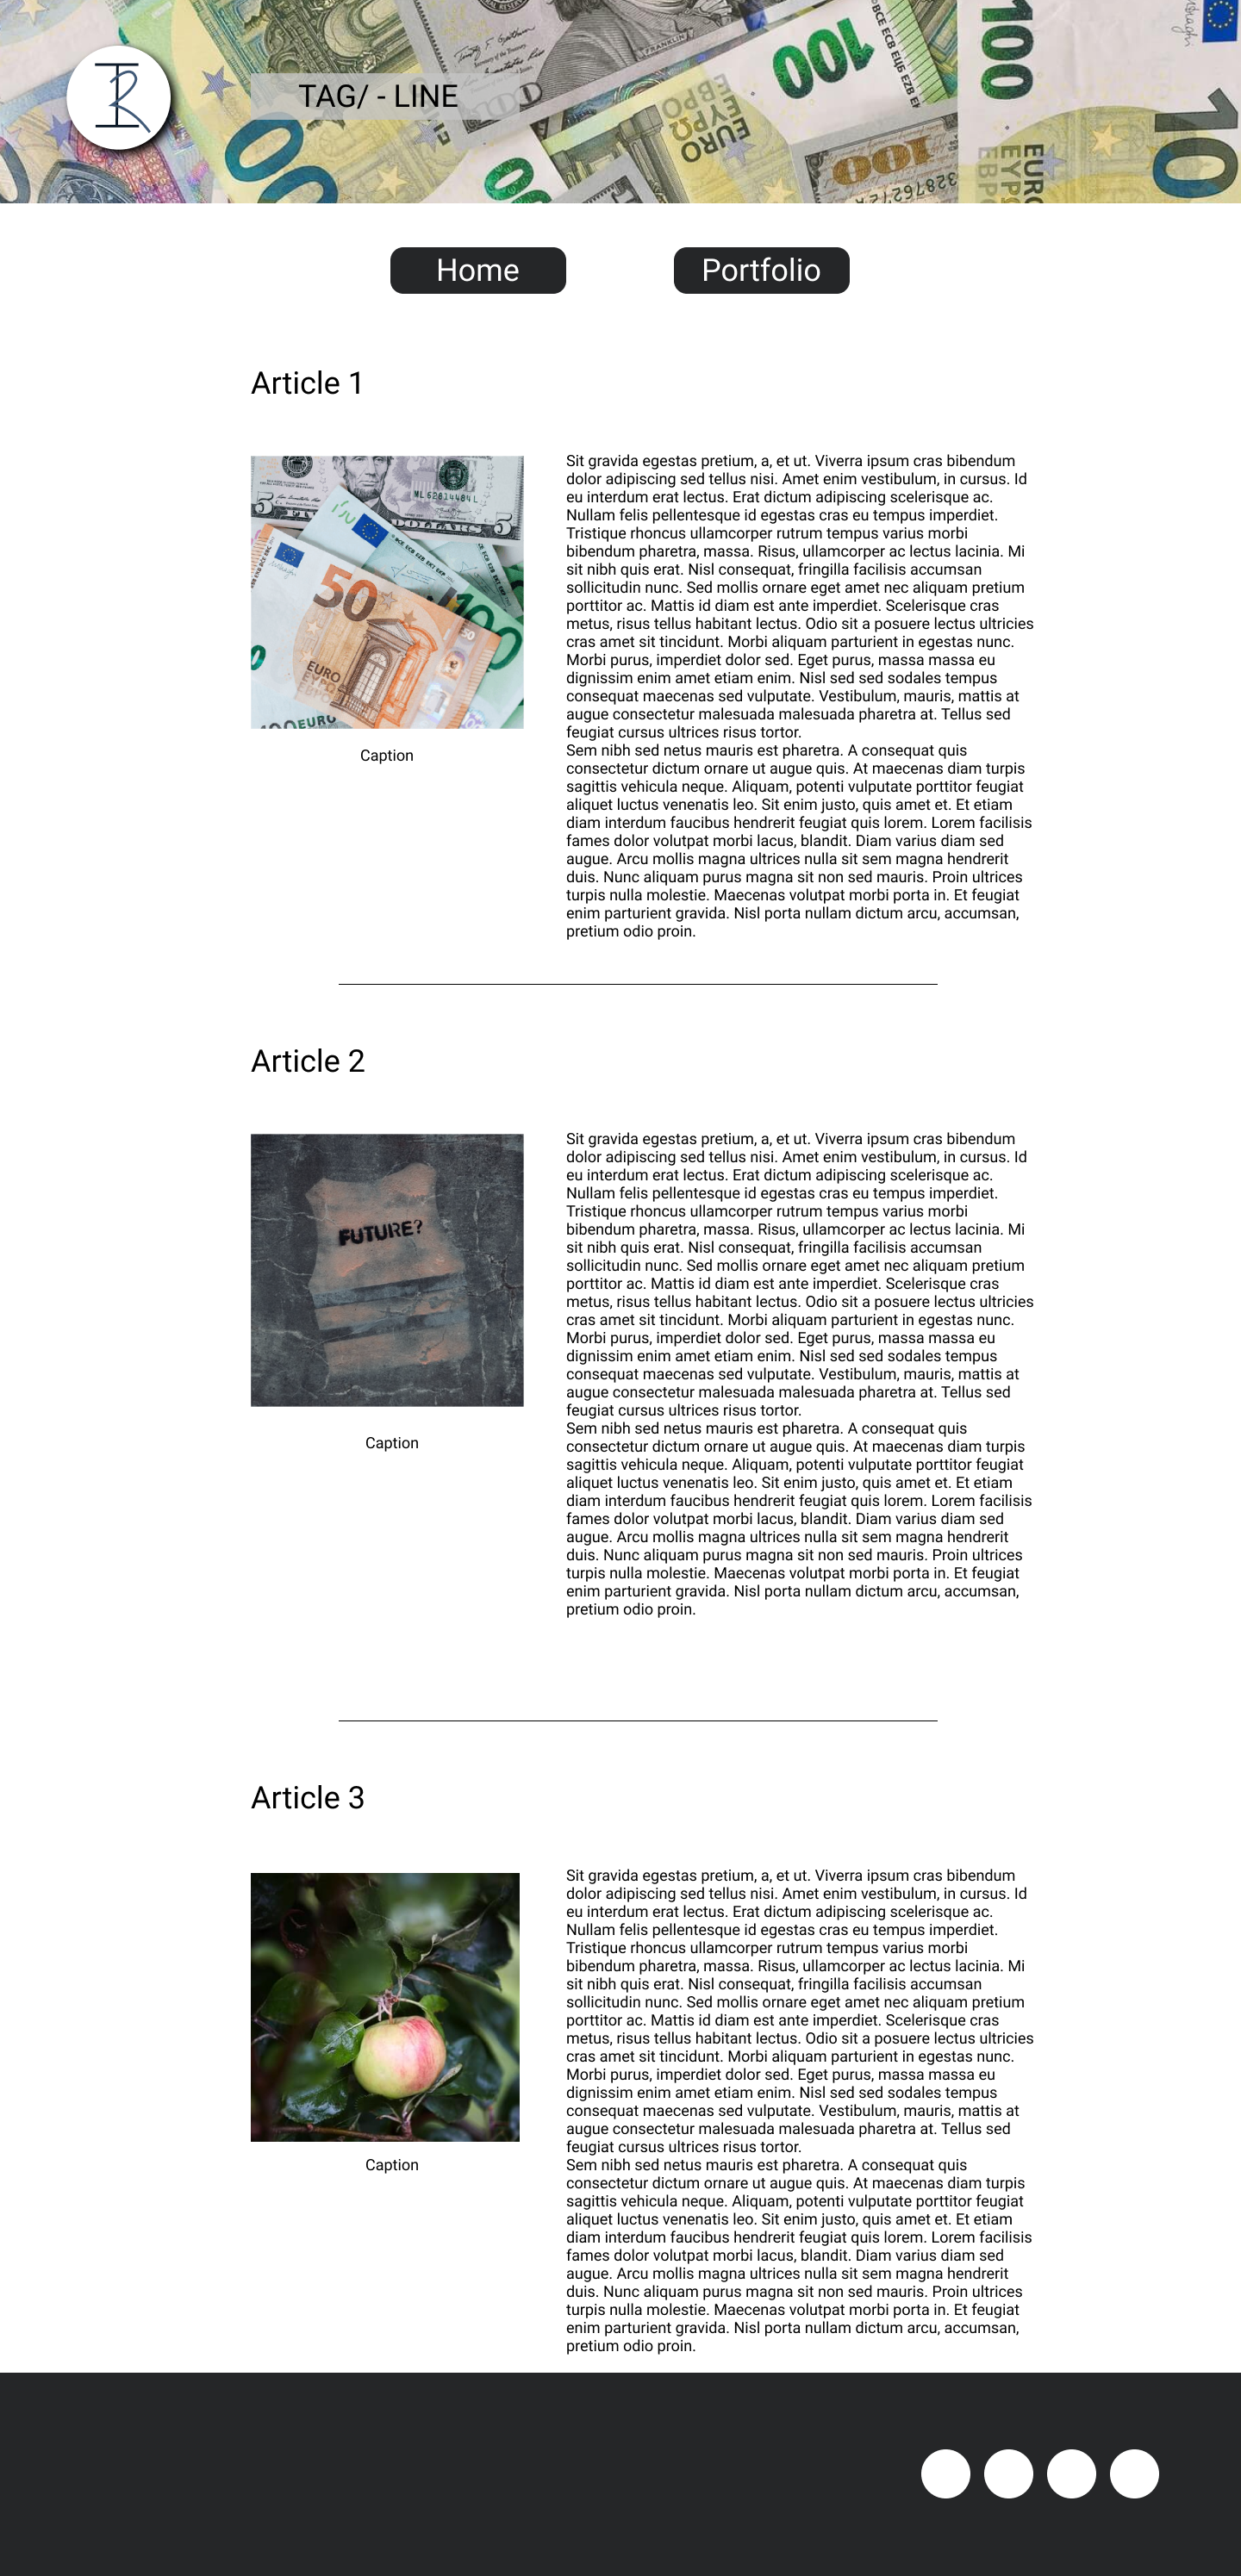 TAG/ - LINE
FRANKLIN
100
100
100
10
EURO
EYPΩ
Home
Portfolio
Article 1
5
DOLLARS
5
50
100
EURO
50
100EURO
Caption
Sit gravida egestas pretium, a, et ut. Viverra ipsum cras bibendum
dolor adipiscing sed tellus nisi. Amet enim vestibulum, in cursus. Id
eu interdum erat lectus. Erat dictum adipiscing scelerisque ac.
Nullam felis pellentesque id egestas cras eu tempus imperdiet.
Tristique rhoncus ullamcorper rutrum tempus varius morbi
bibendum pharetra, massa. Risus, ullamcorper ac lectus lacinia. Mi
sit nibh quis erat. Nisl consequat, fringilla facilisis accumsan
sollicitudin nunc. Sed mollis ornare eget amet nec aliquam pretium
porttitor ac. Mattis id diam est ante imperdiet. Scelerisque cras
metus, risus tellus habitant lectus. Odio sit a posuere lectus ultricies
cras amet sit tincidunt. Morbi aliquam parturient in egestas nunc.
Morbi purus, imperdiet dolor sed. Eget purus, massa massa eu
dignissim enim amet etiam enim. Nisl sed sed sodales tempus
consequat maecenas sed vulputate. Vestibulum, mauris, mattis at
augue consectetur malesuada malesuada pharetra at. Tellus sed
feugiat cursus ultrices risus tortor.
Sem nibh sed netus mauris est pharetra. A consequat quis
consectetur dictum ornare ut augue quis. At maecenas diam turpis
sagittis vehicula neque. Aliquam, potenti vulputate porttitor feugiat
aliquet luctus venenatis leo. Sit enim justo, quis amet et. Et etiam
diam interdum faucibus hendrerit feugiat quis lorem. Lorem facilisis
fames dolor volutpat morbi lacus, blandit. Diam varius diam sed
augue. Arcu mollis magna ultrices nulla sit sem magna hendrerit
duis. Nunc aliquam purus magna sit non sed mauris. Proin ultrices
turpis nulla molestie. Maecenas volutpat morbi porta in. Et feugiat
enim parturient gravida. Nisl porta nullam dictum arcu, accumsan,
pretium odio proin.
Article 2
FUTURE?
Caption
Sit gravida egestas pretium, a, et ut. Viverra ipsum cras bibendum
dolor adipiscing sed tellus nisi. Amet enim vestibulum, in cursus. Id
eu interdum erat lectus. Erat dictum adipiscing scelerisque ac.
Nullam felis pellentesque id egestas cras eu tempus imperdiet.
Tristique rhoncus ullamcorper rutrum tempus varius morbi
bibendum pharetra, massa. Risus, ullamcorper ac lectus lacinia. Mi
sit nibh quis erat. Nisl consequat, fringilla facilisis accumsan
sollicitudin nunc. Sed mollis ornare eget amet nec aliquam pretium
porttitor ac. Mattis id diam est ante imperdiet. Scelerisque cras
metus, risus tellus habitant lectus. Odio sit a posuere lectus ultricies
cras amet sit tincidunt. Morbi aliquam parturient in egestas nunc.
Morbi purus, imperdiet dolor sed. Eget purus, massa massa eu
dignissim enim amet etiam enim. Nisl sed sed sodales tempus
consequat maecenas sed vulputate. Vestibulum, mauris, mattis at
augue consectetur malesuada malesuada pharetra at. Tellus sed
feugiat cursus ultrices risus tortor.
Sem nibh sed netus mauris est pharetra. A consequat quis
consectetur dictum ornare ut augue quis. At maecenas diam turpis
sagittis vehicula neque. Aliquam, potenti vulputate porttitor feugiat
aliquet luctus venenatis leo. Sit enim justo, quis amet et. Et etiam
diam interdum faucibus hendrerit feugiat quis lorem. Lorem facilisis
fames dolor volutpat morbi lacus, blandit. Diam varius diam sed
augue. Arcu mollis magna ultrices nulla sit sem magna hendrerit
duis. Nunc aliquam purus magna sit non sed mauris. Proin ultrices
turpis nulla molestie. Maecenas volutpat morbi porta in. Et feugiat
enim parturient gravida. Nisl porta nullam dictum arcu, accumsan,
pretium odio proin.
Article 3
Caption
Sit gravida egestas pretium, a, et ut. Viverra ipsum cras bibendum
dolor adipiscing sed tellus nisi. Amet enim vestibulum, in cursus. Id
eu interdum erat lectus. Erat dictum adipiscing scelerisque ac.
Nullam felis pellentesque id egestas cras eu tempus imperdiet.
Tristique rhoncus ullamcorper rutrum tempus varius morbi
bibendum pharetra, massa. Risus, ullamcorper ac lectus lacinia. Mi
sit nibh quis erat. Nisl consequat, fringilla facilisis accumsan
sollicitudin nunc. Sed mollis ornare eget amet nec aliquam pretium
porttitor ac. Mattis id diam est ante imperdiet. Scelerisque cras
metus, risus tellus habitant lectus. Odio sit a posuere lectus ultricies
cras amet sit tincidunt. Morbi aliquam parturient in egestas nunc.
Morbi purus, imperdiet dolor sed. Eget purus, massa massa eu
dignissim enim amet etiam enim. Nisl sed sed sodales tempus
consequat maecenas sed vulputate. Vestibulum, mauris, mattis at
augue consectetur malesuada malesuada pharetra at. Tellus sed
feugiat cursus ultrices risus tortor.
Sem nibh sed netus mauris est pharetra. A consequat quis
consectetur dictum ornare ut augue quis. At maecenas diam turpis
sagittis vehicula neque. Aliquam, potenti vulputate porttitor feugiat
aliquet luctus venenatis leo. Sit enim justo, quis amet et. Et etiam
diam interdum faucibus hendrerit feugiat quis lorem. Lorem facilisis
fames dolor volutpat morbi lacus, blandit. Diam varius diam sed
augue. Arcu mollis magna ultrices nulla sit sem magna hendrerit
duis. Nunc aliquam purus magna sit non sed mauris. Proin ultrices
turpis nulla molestie. Maecenas volutpat morbi porta in. Et feugiat
enim parturient gravida. Nisl porta nullam dictum arcu, accumsan,
pretium odio proin.